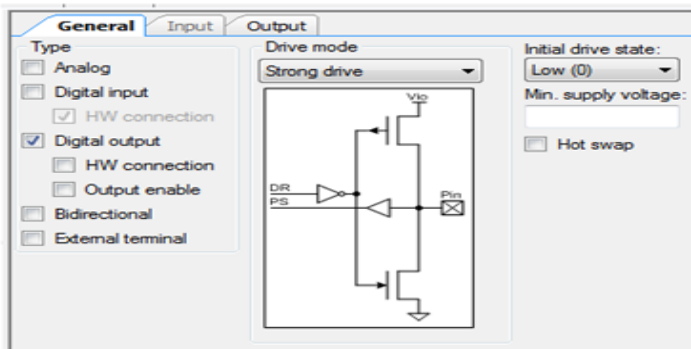 General Input Output
Type
Analog
Digital input
HW connection
Digital output
HW connection
Output enable
Bidirectional
External terminal
Drive mode
Strong drive
Vio
DR
PS
Pin
Initial drive state:
Low (0)
Min. supply voltage:
Hot swap